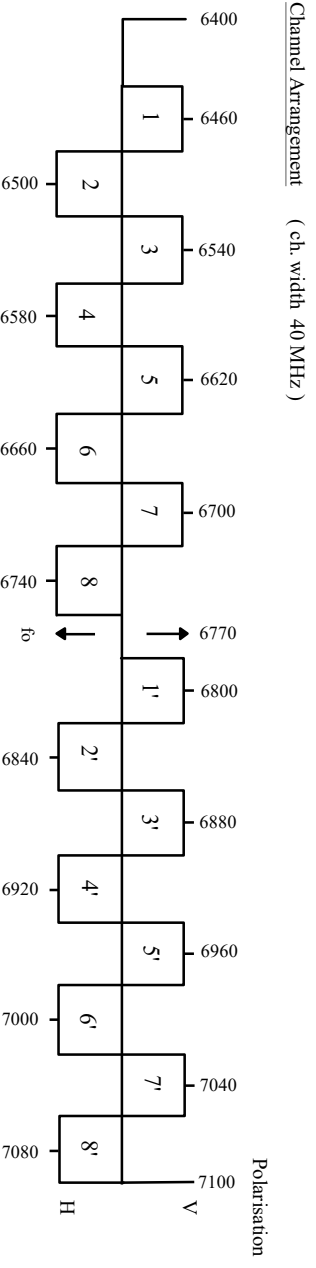 Channel Arrangement ( ch. width 40 MHz )
Polarisation
6400 6460 6540 6620 6700 6770 6800 6880 6960 7040 7100 V
1 3 5 7 1' 3' 5' 7'
2 4 6 8 2' 4' 6' 8' H
6500 6580 6660 6740 fo 6840 6920 7000 7080